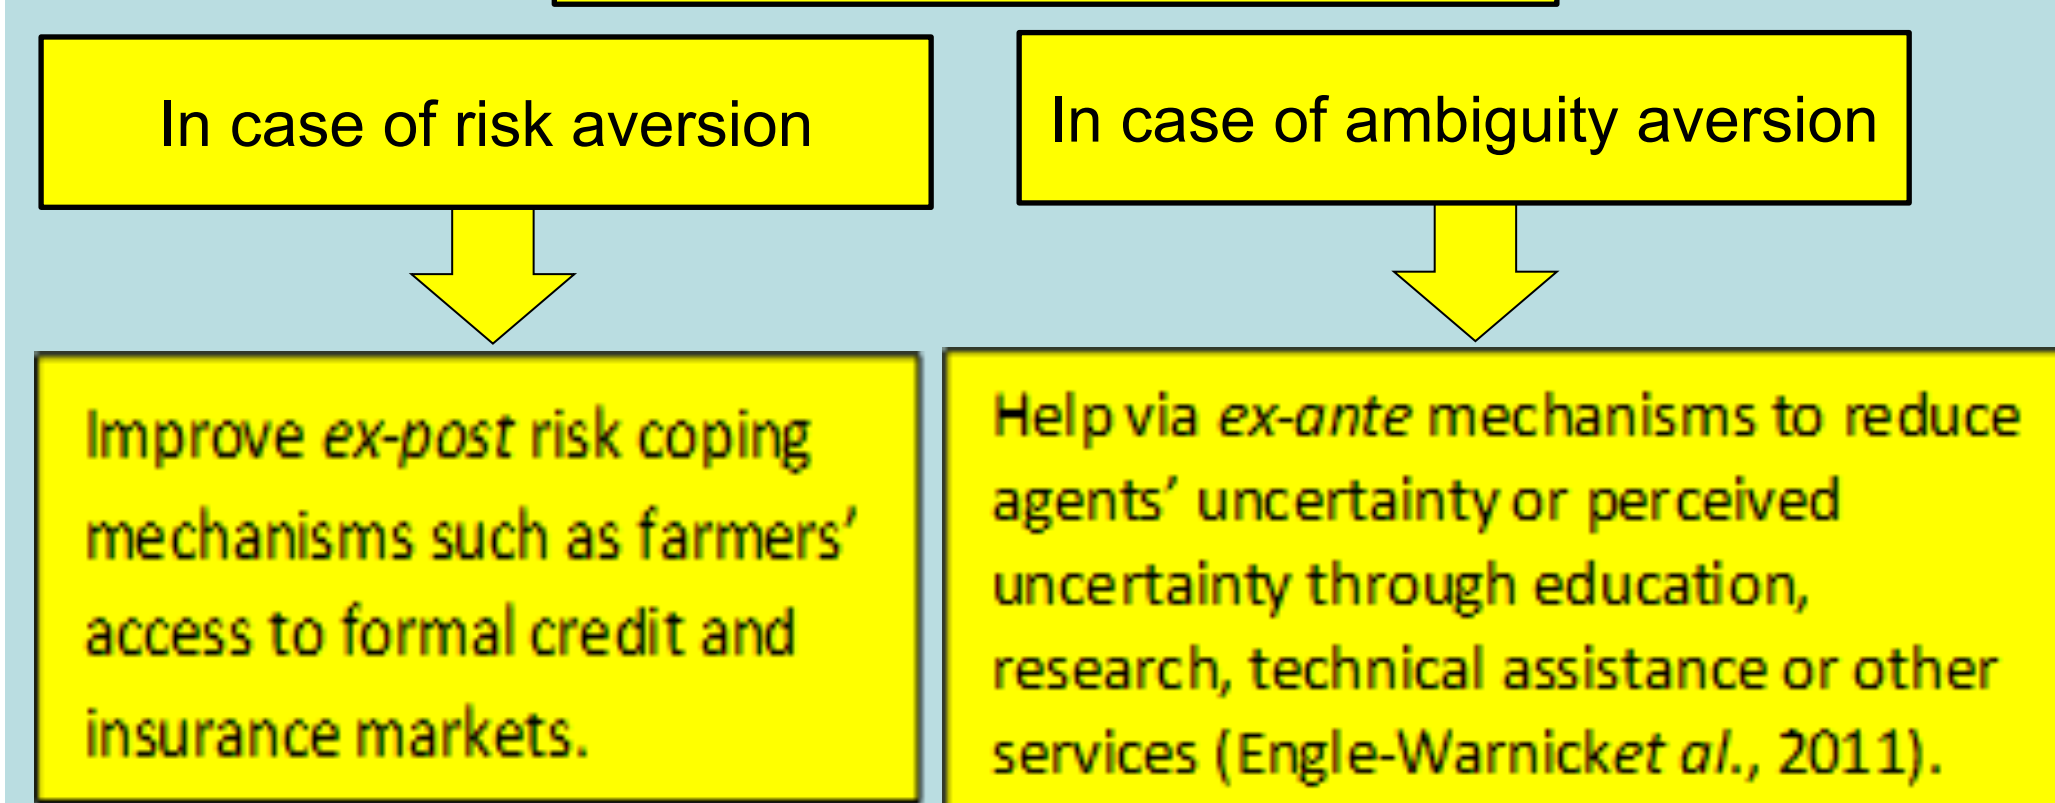 In case of risk aversion
In case of ambiguity aversion
Improve ex-post risk coping
mechanisms such as farmers’
access to formal credit and
insurance markets.
Help via ex-ante mechanisms to reduce
agents’ uncertainty or perceived
uncertainty through education,
research, technical assistance or other
services (Engle-Warnicket al., 2011).